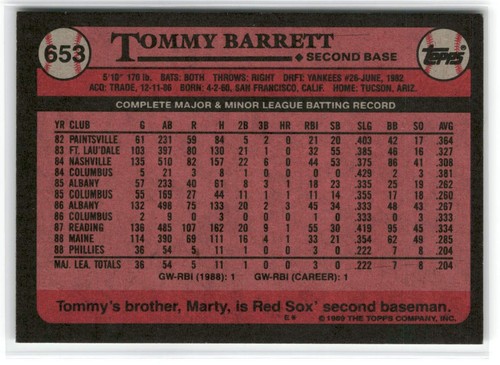 653
TOMMY BARRETT
SECOND BASE
TOPPS
5'10" 170 lb. BATS: BOTH THROWS: RIGHT DRFT: YANKEES #26-JUNE, 1982
ACQ: TRADE, 12-11-86 BORN: 4-2-60, SAN FRANCISCO, CALIF. HOME: TUCSON, ARIZ.
COMPLETE MAJOR & MINOR LEAGUE BATTING RECORD
YR CLUB G AB R H 2B 3B HR RBI SB SLG BB SO AVG
82 PAINTSVILLE 61 231 59 84 5 2 0 21 20 .403 42 17 .364
83 FT. LAU'DALE 103 397 80 130 21 1 0 32 55 .385 46 16 .327
84 NASHVILLE 135 510 82 157 22 6 0 44 53 .375 86 41 .308
84 COLUMBUS 5 21 3 8 1 0 0 0 0 .429 2 3 .381
85 ALBANY 57 233 40 61 8 3 1 18 23 .335 25 19 .262
85 COLUMBUS 55 169 27 44 11 1 0 17 5 .355 17 18 .260
86 ALBANY 132 498 75 133 20 2 3 45 34 .333 48 43 .267
86 COLUMBUS 2 9 0 3 0 0 0 1 0 .333 0 3 .333
87 READING 136 485 107 162 20 9 1 55 30 .419 95 45 .334
88 MAINE 114 390 69 111 16 4 1 33 21 .354 62 49 .285
88 PHILLIES 36 54 5 11 1 0 0 3 0 .222 7 8 .204
MAJ. LEA. TOTALS 36 54 5 11 1 0 0 3 0 .222 7 8 .204
GW-RBI (1988): 1 GW-RBI (CAREER): 1
Tommy's brother, Marty, is Red Sox' second baseman.
E* © 1989 THE TOPPS COMPANY, INC.